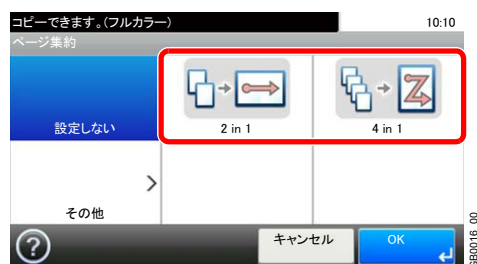 コピーできます。(フルカラー)
10:10
ページ集約
設定しない
2 in 1
4 in 1
その他
?
キャンセル
OK